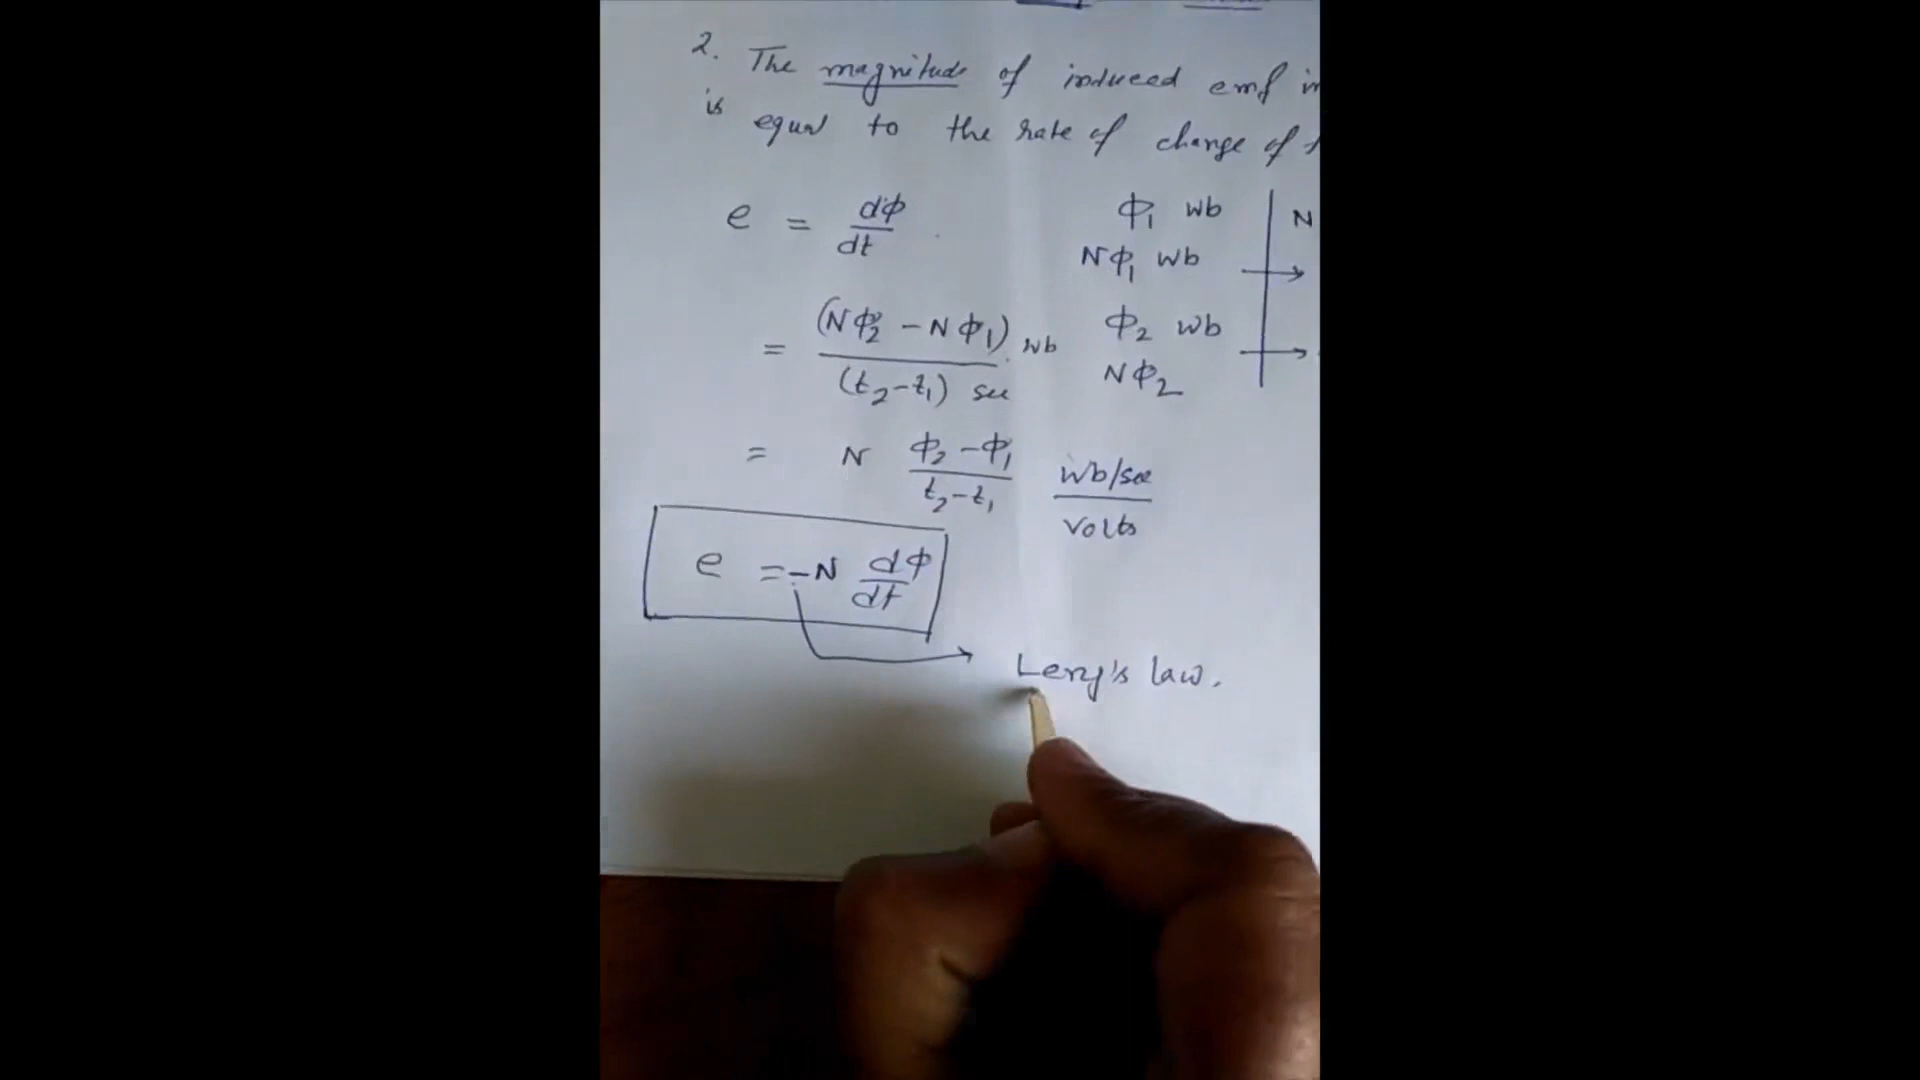 2. The magnitude of induced emf in
is equal to the rate of change of
e = dϕ/dt
ϕ₁ wb
N
Nϕ₁ wb
= (Nϕ₂ - Nϕ₁) wb / (t₂-t₁) sec
ϕ₂ wb
Nϕ₂
= N ϕ₂-ϕ₁ / t₂-t₁ wb/sec
volts
e = -N dϕ/dt
Lenz's law.